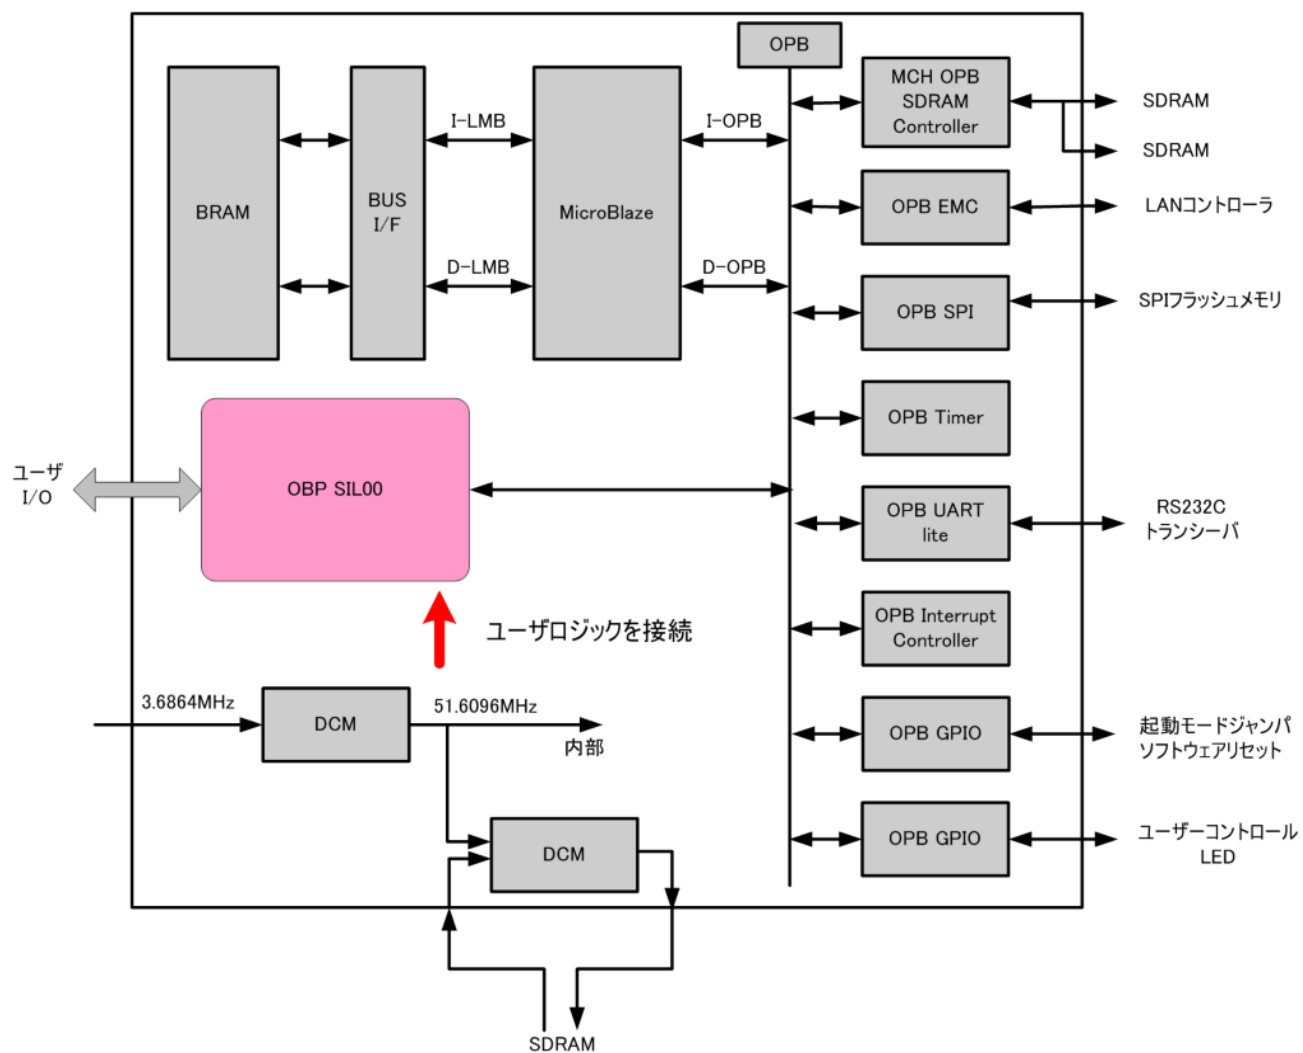 OPB
MCH OPB
SDRAM
Controller
SDRAM
SDRAM
I-LMB
I-OPB
BRAM
BUS
I/F
MicroBlaze
OPB EMC
LANコントローラ
D-LMB
D-OPB
OPB SPI
SPIフラッシュメモリ
OPB Timer
ユーザ
I/O
OBP SIL00
OPB UART
lite
RS232C
トランシーバ
ユーザロジックを接続
OPB Interrupt
Controller
3.6864MHz
DCM
51.6096MHz
内部
OPB GPIO
起動モードジャンパ
ソフトウェアリセット
DCM
OPB GPIO
ユーザーコントロール
LED
SDRAM